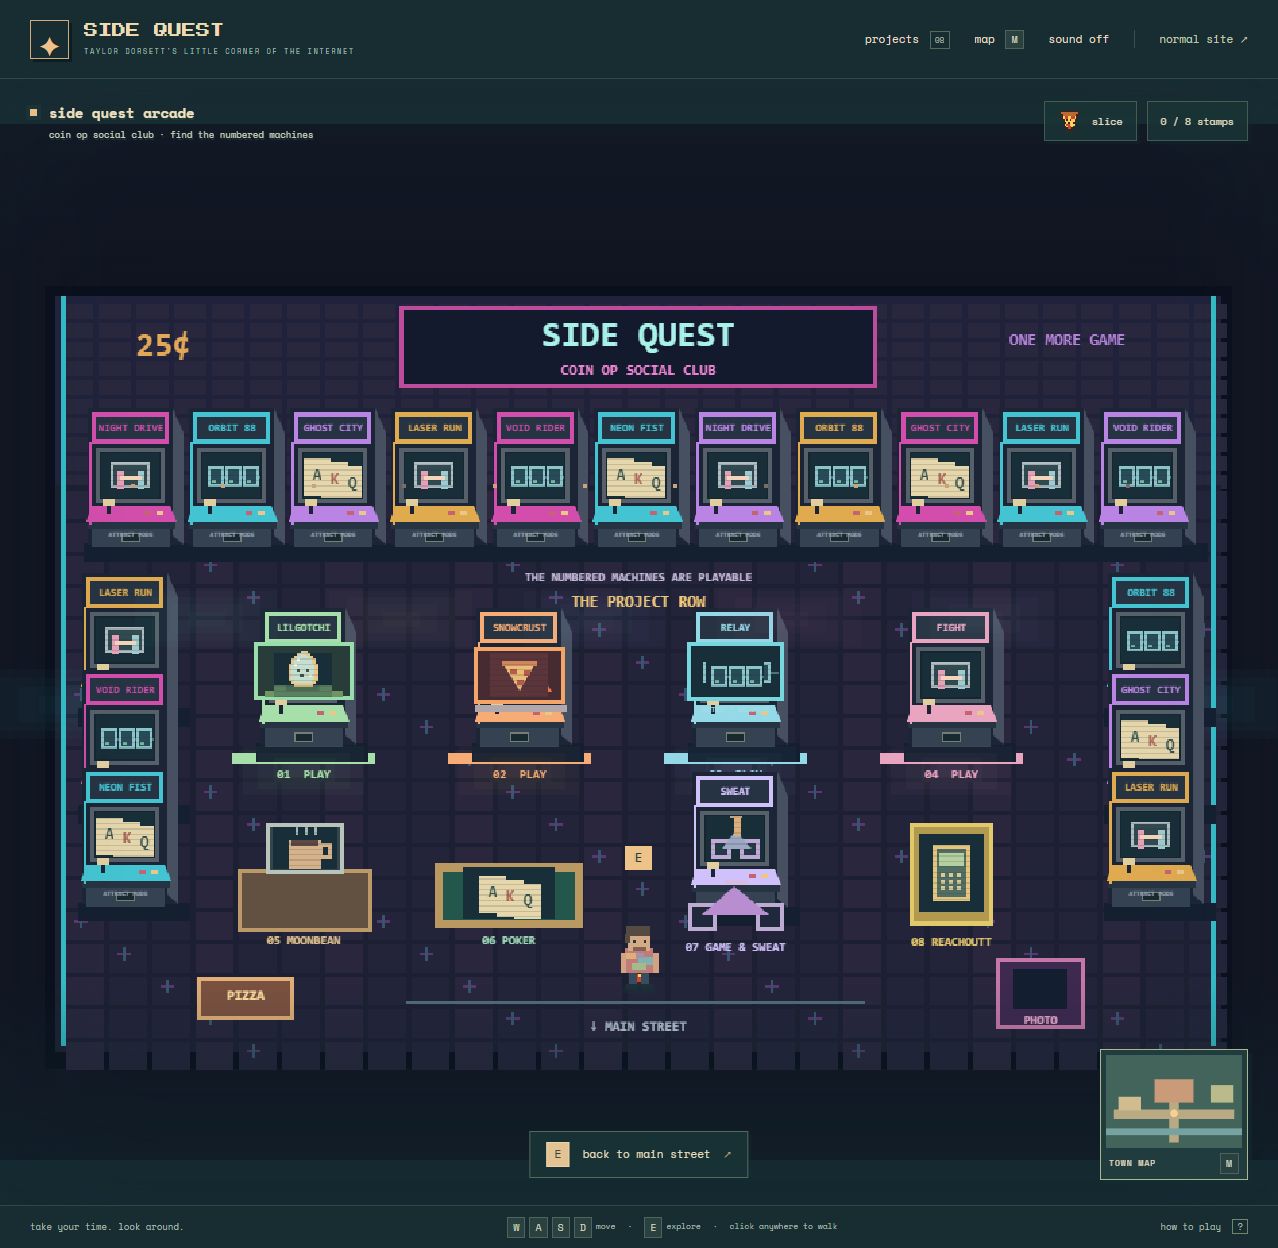 SIDE QUEST
TAYLOR DORSETT'S LITTLE CORNER OF THE INTERNET
projects 08 map M sound off normal site ↗
side quest arcade
coin op social club · find the numbered machines
slice
0 / 8 stamps
25¢
SIDE QUEST
COIN OP SOCIAL CLUB
ONE MORE GAME
NIGHT DRIVE ORBIT 88 GHOST CITY LASER RUN VOID RIDER NEON FIST NIGHT DRIVE ORBIT 88 GHOST CITY LASER RUN VOID RIDER
A K Q A K Q A K Q
THE NUMBERED MACHINES ARE PLAYABLE
THE PROJECT ROW
LASER RUN
ORBIT 88
LILGOTCHI SNOWCRUST RELAY FIGHT
VOID RIDER
GHOST CITY
A K Q
01 PLAY 02 PLAY 04 PLAY
NEON FIST
SWEAT
LASER RUN
A K Q
E
A K Q
05 MOONBEAN
06 POKER
07 GAME & SWEAT
08 REACHOUTT
PIZZA
PHOTO
↓ MAIN STREET
E back to main street ↗
TOWN MAP M
take your time. look around.
W A S D move · E explore · click anywhere to walk
how to play ?